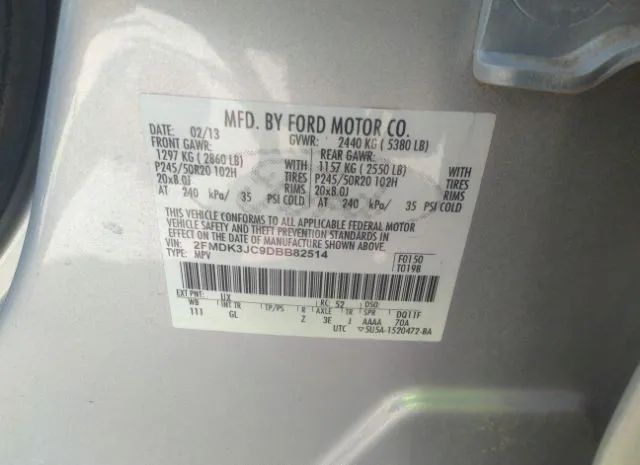 MFD. BY FORD MOTOR CO.
DATE: 02/13 GVWR: 2440 KG ( 5380 LB)
FRONT GAWR: REAR GAWR:
1297 KG ( 2860 LB) WITH 1157 KG ( 2550 LB) WITH
P245/50R20 102H TIRES P245/50R20 102H TIRES
20x8.0J RIMS 20x8.0J RIMS
AT 240 kPa/ 35 PSI COLD AT 240 kPa/ 35 PSI COLD
THIS VEHICLE CONFORMS TO ALL APPLICABLE FEDERAL MOTOR
VEHICLE SAFETY AND THEFT PREVENTION STANDARDS IN EFFECT ON
THE DATE OF MANUFACTURE SHOWN ABOVE.
VIN: 2FMDK3JC9DBB82514 F0150
TYPE: MPV T0198
EXT PNT: UX RC: 52 DSO:
WB INT TR TP/PS R AXLE TR SPR DQ11F
111 GL Z 3E J AAAA 70A
UTC ▽5U5A-1520472-BA